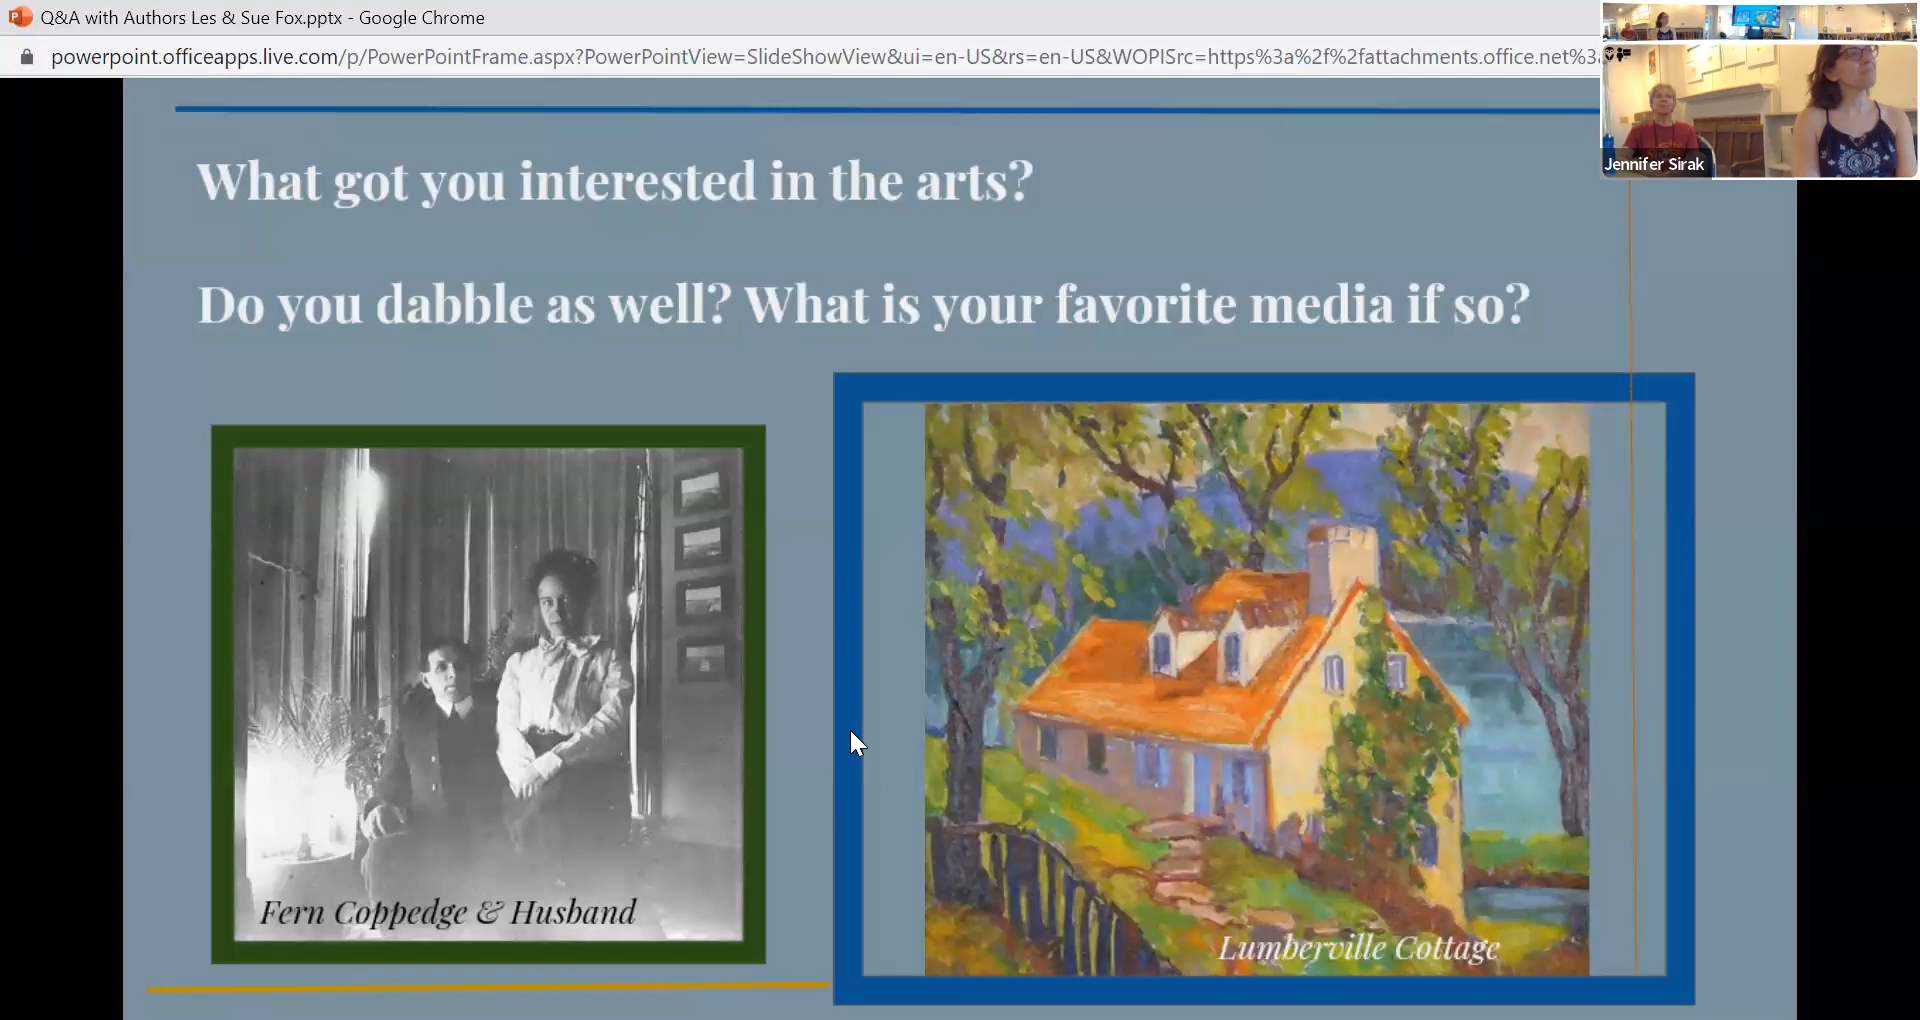 Q&A with Authors Les & Sue Fox.pptx - Google Chrome
powerpoint.officeapps.live.com/p/PowerPointFrame.aspx?PowerPointView=SlideShowView&ui=en-US&rs=en-US&WOPISrc=https%3a%2f%2fattachments.office.net%3
Jennifer Sirak
What got you interested in the arts?
Do you dabble as well? What is your favorite media if so?
Fern Coppedge & Husband
Lumberville Cottage